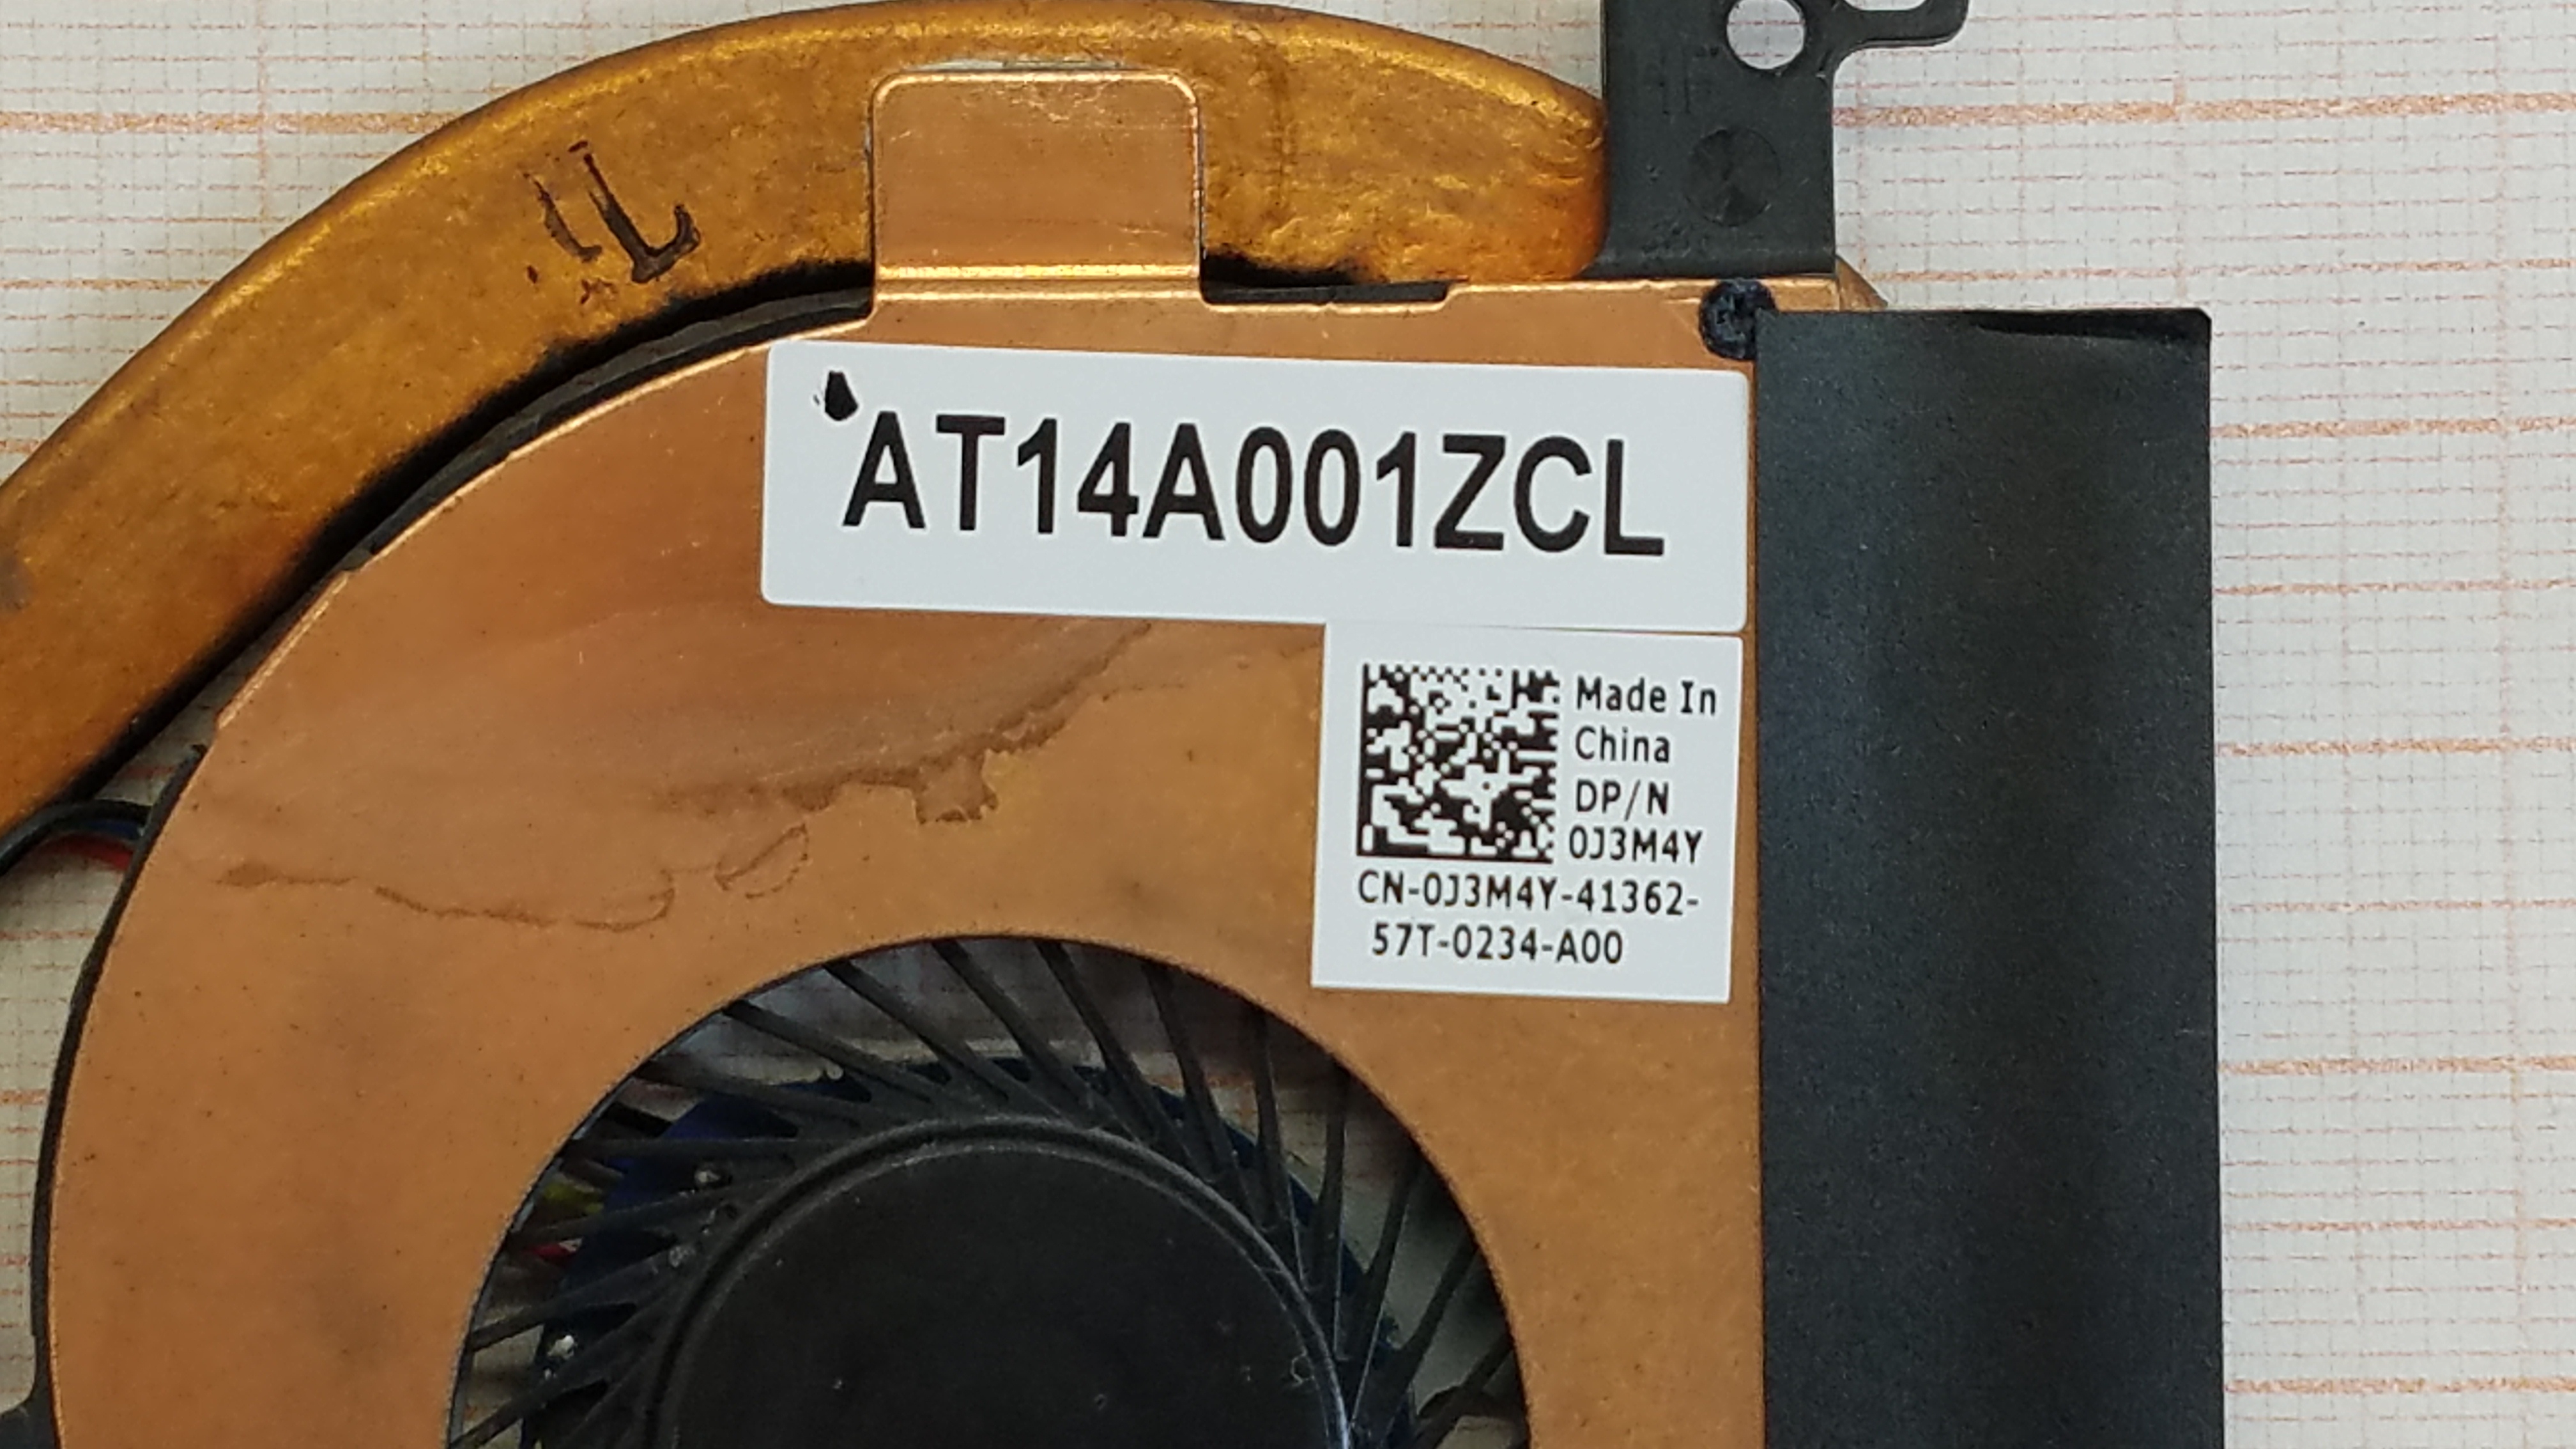 AT14A001ZCL
Made In
China
DP/N
0J3M4Y
CN-0J3M4Y-41362-
57T-0234-A00